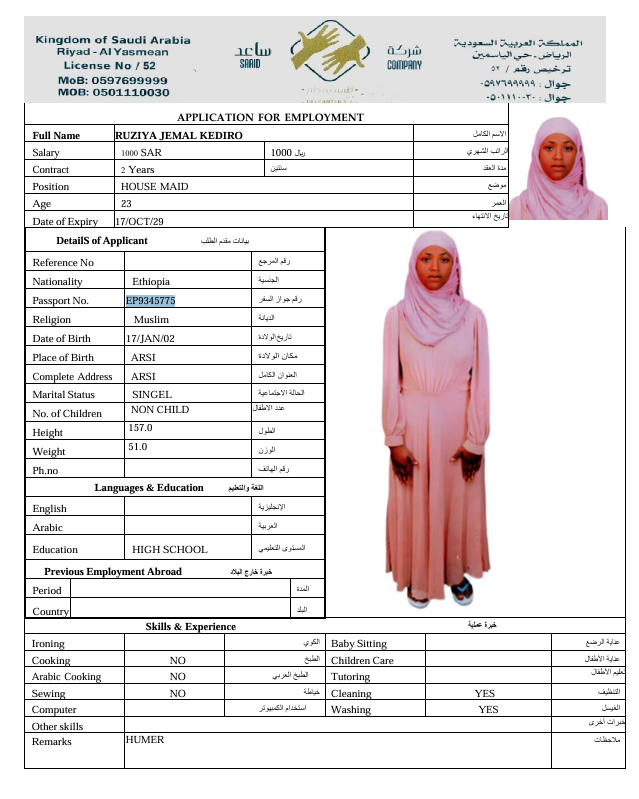 Kingdom of Saudi Arabia
Riyad - Al Yasmean
License No / 52
MoB: 0597699999
MOB: 0501110030
ساعد
SAAID
شركة
COMPANY
المملكة العربية السعودية
الرياض - حي الياسمين
ترخيص رقم / ٥٢
جوال : ٠٥٩٧٦٩٩٩٩٩
جوال : ٠٥٠١١١٠٠٣٠
APPLICATION FOR EMPLOYMENT
Full Name RUZIYA JEMAL KEDIRO الاسم الكامل
Salary 1000 SAR 1000 ريال الراتب الشهري
Contract 2 Years سنتين مدة العقد
Position HOUSE MAID موضع
Age 23 العمر
Date of Expiry 17/OCT/29 تاريخ الانتهاء
DetailS of Applicant بيانات مقدم الطلب
Reference No رقم المرجع
Nationality Ethiopia الجنسية
Passport No. EP9345775 رقم جواز السفر
Religion Muslim الديانة
Date of Birth 17/JAN/02 تاريخ الولادة
Place of Birth ARSI مكان الولادة
Complete Address ARSI العنوان الكامل
Marital Status SINGEL الحالة الاجتماعية
No. of Children NON CHILD عدد الاطفال
Height 157.0 الطول
Weight 51.0 الوزن
Ph.no رقم الهاتف
Languages & Education اللغة والتعليم
English الإنجليزية
Arabic العربية
Education HIGH SCHOOL المستوى التعليمي
Previous Employment Abroad خبرة خارج البلاد
Period المدة
Country البلد
Skills & Experience خبرة عملية
Ironing الكوي Baby Sitting عناية الرضع
Cooking NO الطبخ Children Care عناية الأطفال
Arabic Cooking NO الطبخ العربي Tutoring تعليم الأطفال
Sewing NO خياطة Cleaning YES التنظيف
Computer استخدام الكمبيوتر Washing YES الغسيل
Other skills خبرات أخرى
Remarks HUMER ملاحظات